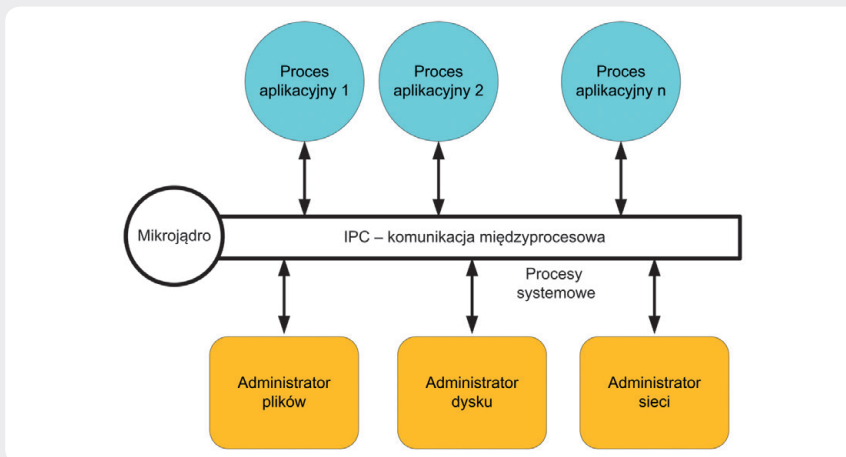 Proces
aplikacyjny 1
Proces
aplikacyjny 2
Proces
aplikacyjny n
Mikrojądro
IPC – komunikacja międzyprocesowa
Procesy
systemowe
Administrator
plików
Administrator
dysku
Administrator
sieci